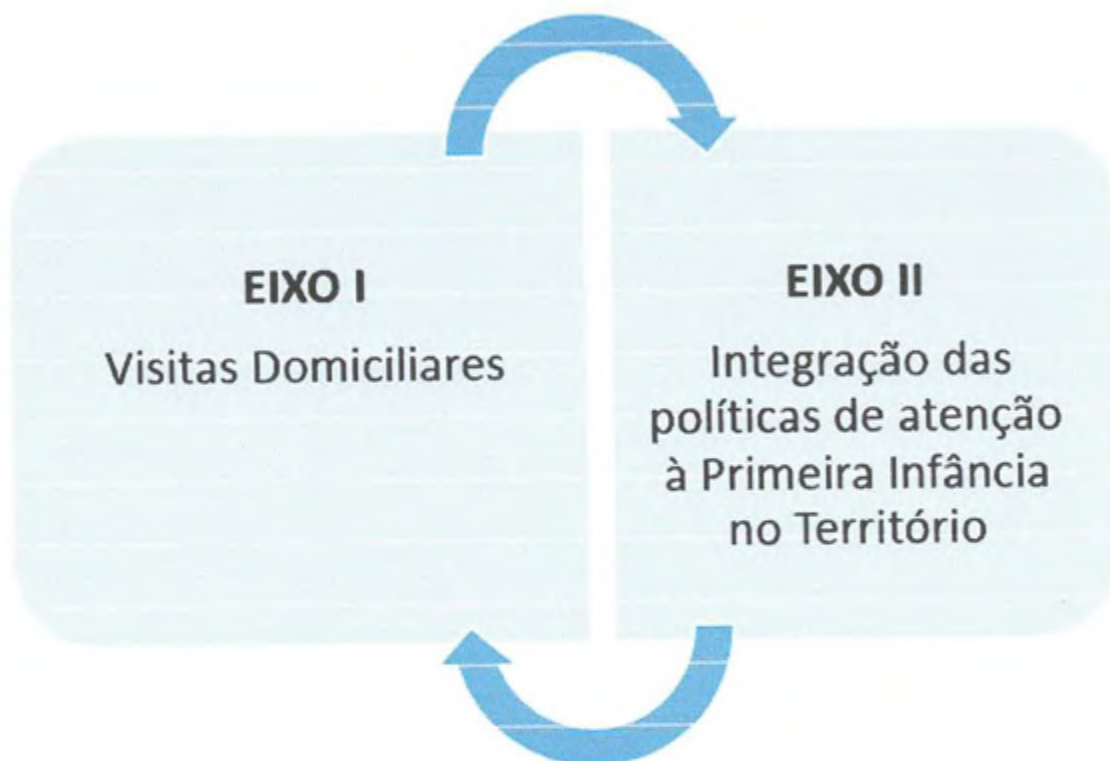 EIXO I
Visitas Domiciliares
EIXO II
Integração das
políticas de atenção
à Primeira Infância
no Território